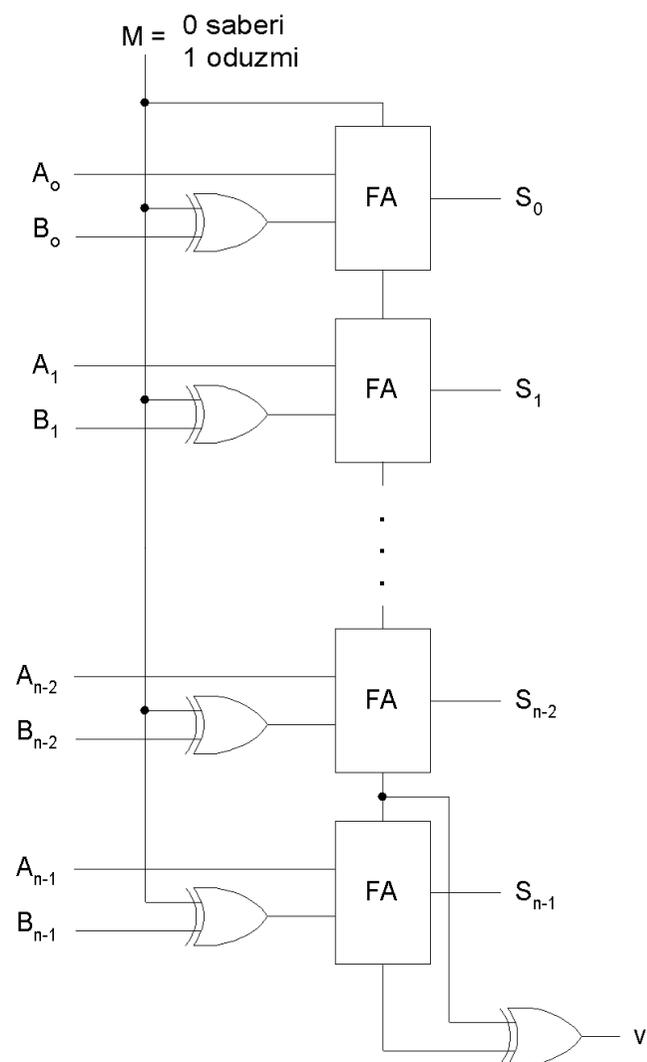 M = 0 saberi
1 oduzmi
A₀
B₀
FA
S₀
A₁
B₁
FA
S₁
Aₙ₋₂
Bₙ₋₂
FA
Sₙ₋₂
Aₙ₋₁
Bₙ₋₁
FA
Sₙ₋₁
v